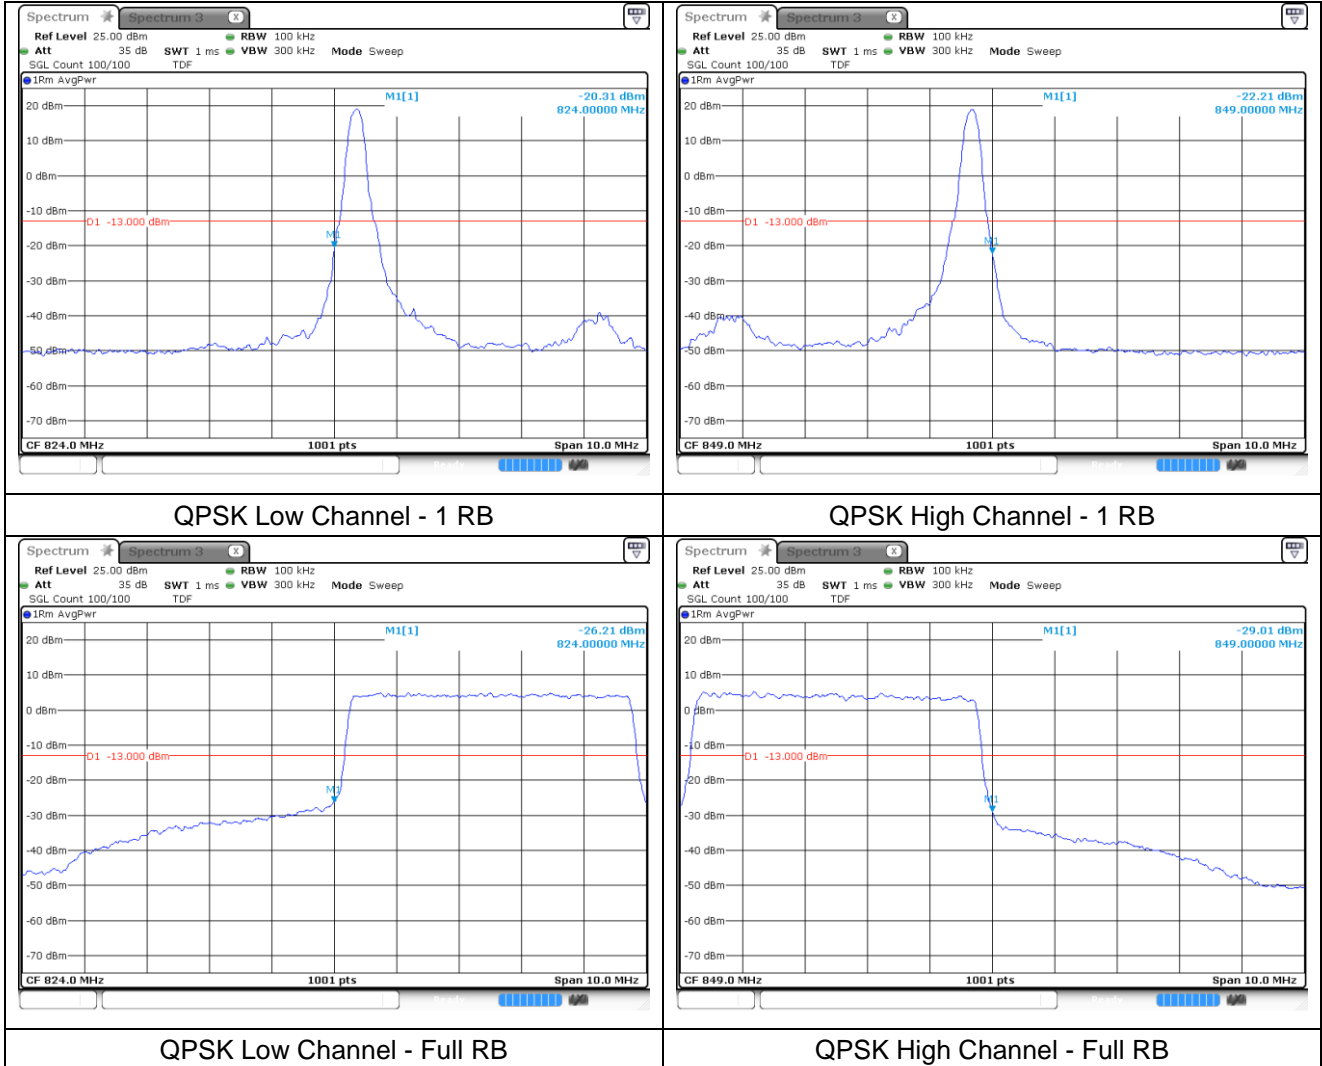 Spectrum Spectrum 3 X
Ref Level 25.00 dBm RBW 100 kHz
Att 35 dB SWT 1 ms VBW 300 kHz Mode Sweep
SGL Count 100/100 TDF
1Rm AvgPwr
M1[1] -20.31 dBm
824.00000 MHz
20 dBm
10 dBm
0 dBm
-10 dBm
D1 -13.000 dBm
M1
-20 dBm
-30 dBm
-40 dBm
-50 dBm
-60 dBm
-70 dBm
CF 824.0 MHz 1001 pts Span 10.0 MHz
Spectrum Spectrum 3 X
Ref Level 25.00 dBm RBW 100 kHz
Att 35 dB SWT 1 ms VBW 300 kHz Mode Sweep
SGL Count 100/100 TDF
1Rm AvgPwr
M1[1] -22.21 dBm
849.00000 MHz
20 dBm
10 dBm
0 dBm
-10 dBm
D1 -13.000 dBm
M1
-20 dBm
-30 dBm
-40 dBm
-50 dBm
-60 dBm
-70 dBm
CF 849.0 MHz 1001 pts Span 10.0 MHz
QPSK Low Channel - 1 RB
QPSK High Channel - 1 RB
Spectrum Spectrum 3 X
Ref Level 25.00 dBm RBW 100 kHz
Att 35 dB SWT 1 ms VBW 300 kHz Mode Sweep
SGL Count 100/100 TDF
1Rm AvgPwr
M1[1] -26.21 dBm
824.00000 MHz
20 dBm
10 dBm
0 dBm
-10 dBm
D1 -13.000 dBm
-20 dBm
M1
-30 dBm
-40 dBm
-50 dBm
-60 dBm
-70 dBm
CF 824.0 MHz 1001 pts Span 10.0 MHz
Spectrum Spectrum 3 X
Ref Level 25.00 dBm RBW 100 kHz
Att 35 dB SWT 1 ms VBW 300 kHz Mode Sweep
SGL Count 100/100 TDF
1Rm AvgPwr
M1[1] -29.01 dBm
849.00000 MHz
20 dBm
10 dBm
0 dBm
-10 dBm
D1 -13.000 dBm
-20 dBm
M1
-30 dBm
-40 dBm
-50 dBm
-60 dBm
-70 dBm
CF 849.0 MHz 1001 pts Span 10.0 MHz
QPSK Low Channel - Full RB
QPSK High Channel - Full RB